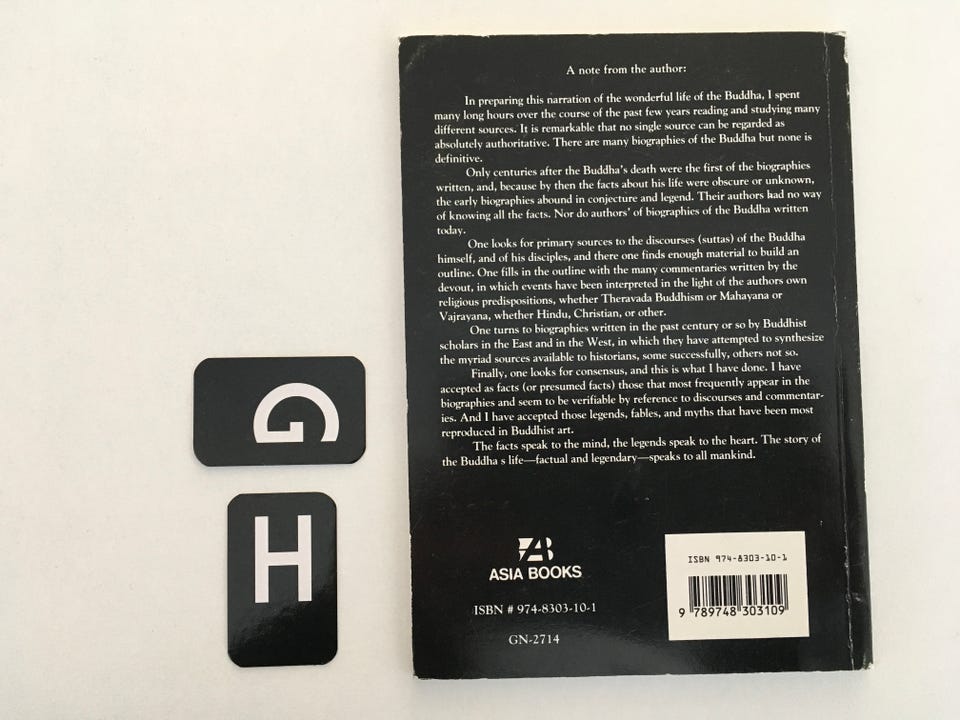 A note from the author:
In preparing this narration of the wonderful life of the Buddha, I spent
many long hours over the course of the past few years reading and studying many
different sources. It is remarkable that no single source can be regarded as
absolutely authoritative. There are many biographies of the Buddha but none is
definitive.
Only centuries after the Buddha's death were the first of the biographies
written, and, because by then the facts about his life were obscure or unknown,
the early biographies abound in conjecture and legend. Their authors had no way
of knowing all the facts. Nor do authors' of biographies of the Buddha written
today.
One looks for primary sources to the discourses (suttas) of the Buddha
himself, and of his disciples, and there one finds enough material to build an
outline. One fills in the outline with the many commentaries written by the
devout, in which events have been interpreted in the light of the authors own
religious predispositions, whether Theravada Buddhism or Mahayana or
Vajrayana, whether Hindu, Christian, or other.
One turns to biographies written in the past century or so by Buddhist
scholars in the East and in the West, in which they have attempted to synthesize
the myriad sources available to historians, some successfully, others not so.
Finally, one looks for consensus, and this is what I have done. I have
accepted as facts (or presumed facts) those that most frequently appear in the
biographies and seem to be verifiable by reference to discourses and commentar-
ies. And I have accepted those legends, fables, and myths that have been most
reproduced in Buddhist art.
The facts speak to the mind, the legends speak to the heart. The story of
the Buddha s life—factual and legendary—speaks to all mankind.
AB
ASIA BOOKS
ISBN # 974-8303-10-1
GN-2714
ISBN 974-8303-10-1
9 789748 303109
G
H